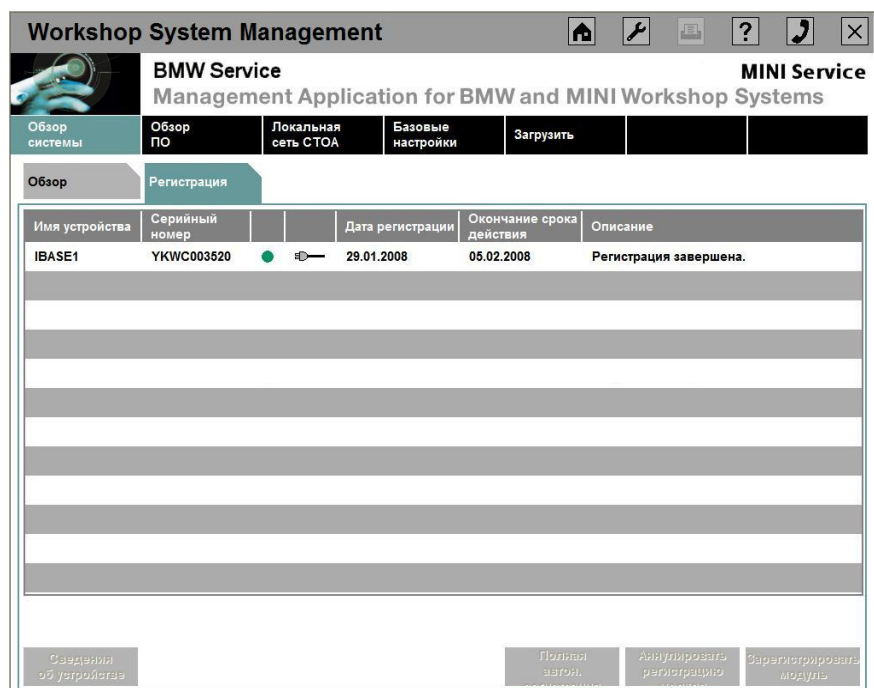 Workshop System Management
?
BMW Service
MINI Service
Management Application for BMW and MINI Workshop Systems
Обзор системы
Обзор ПО
Локальная сеть СТОА
Базовые настройки
Загрузить
Обзор
Регистрация
Имя устройства
Серийный номер
Дата регистрации
Окончание срока действия
Описание
IBASE1 YKWC003520 29.01.2008 05.02.2008 Регистрация завершена.
Сведения об устройстве
Полная автон.
Аннулировать регистрацию
Зарегистрировать модуль